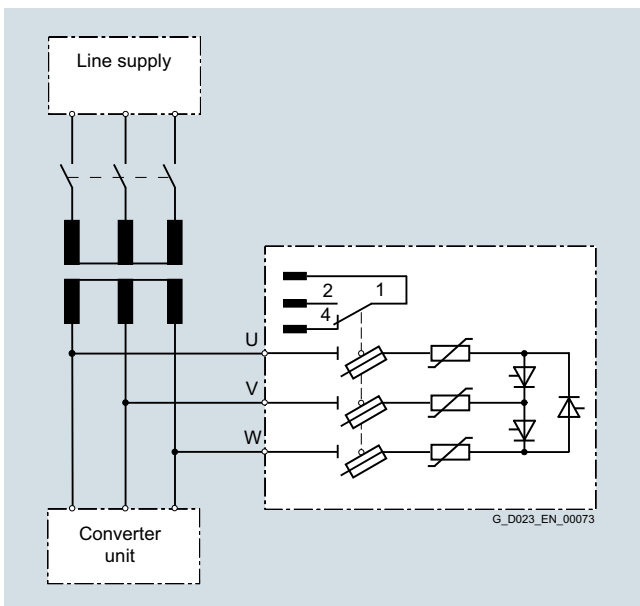 Line supply
2 1
4
U
V
W
G_D023_EN_00073
Converter
unit